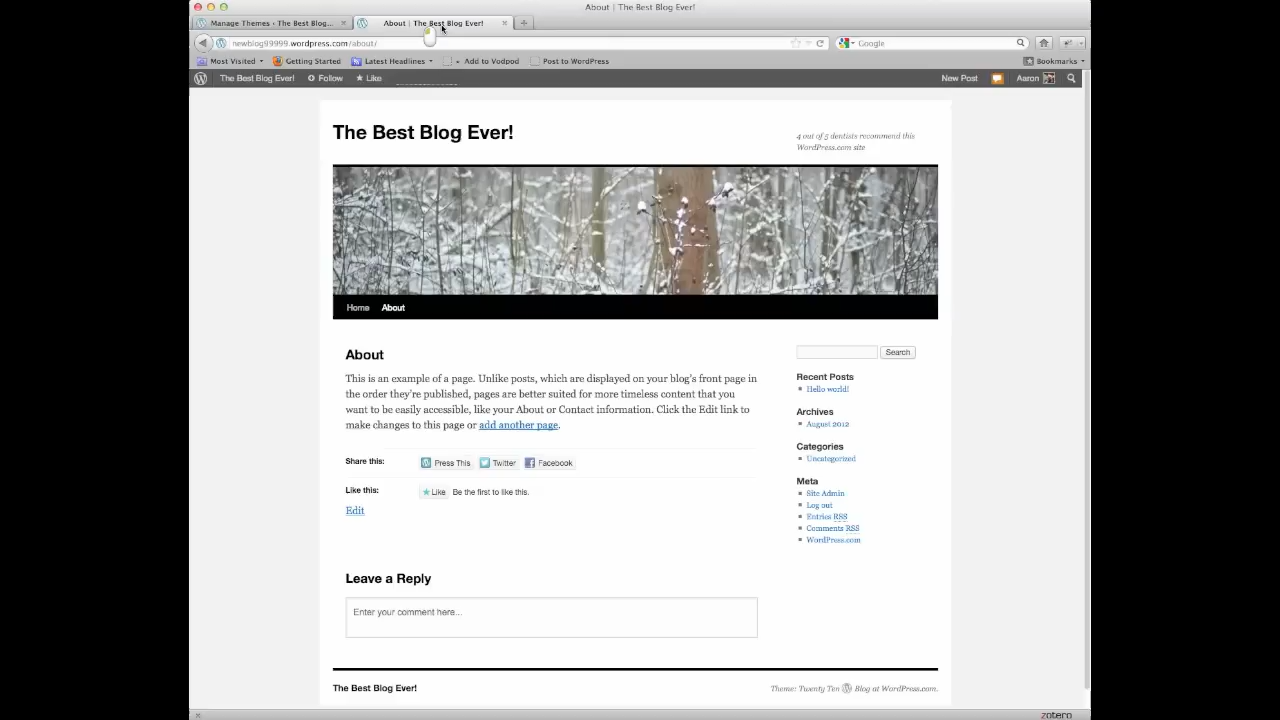 About | The Best Blog Ever!
Manage Themes ‹ The Best Blog...
About | The Best Blog Ever!
newblog99999.wordpress.com/about/
Google
Most Visited
Getting Started
Latest Headlines
Add to Vodpod
Post to WordPress
Bookmarks
The Best Blog Ever!
Follow
Like
New Post
Aaron
The Best Blog Ever!
4 out of 5 dentists recommend this
WordPress.com site
Home
About
About
This is an example of a page. Unlike posts, which are displayed on your blog's front page in
the order they're published, pages are better suited for more timeless content that you
want to be easily accessible, like your About or Contact information. Click the Edit link to
make changes to this page or add another page.
Share this:
Press This
Twitter
Facebook
Like this:
Like
Be the first to like this.
Edit
Search
Recent Posts
Hello world!
Archives
August 2012
Categories
Uncategorized
Meta
Site Admin
Log out
Entries RSS
Comments RSS
WordPress.com
Leave a Reply
Enter your comment here...
The Best Blog Ever!
Theme: Twenty Ten
Blog at WordPress.com.
zotero